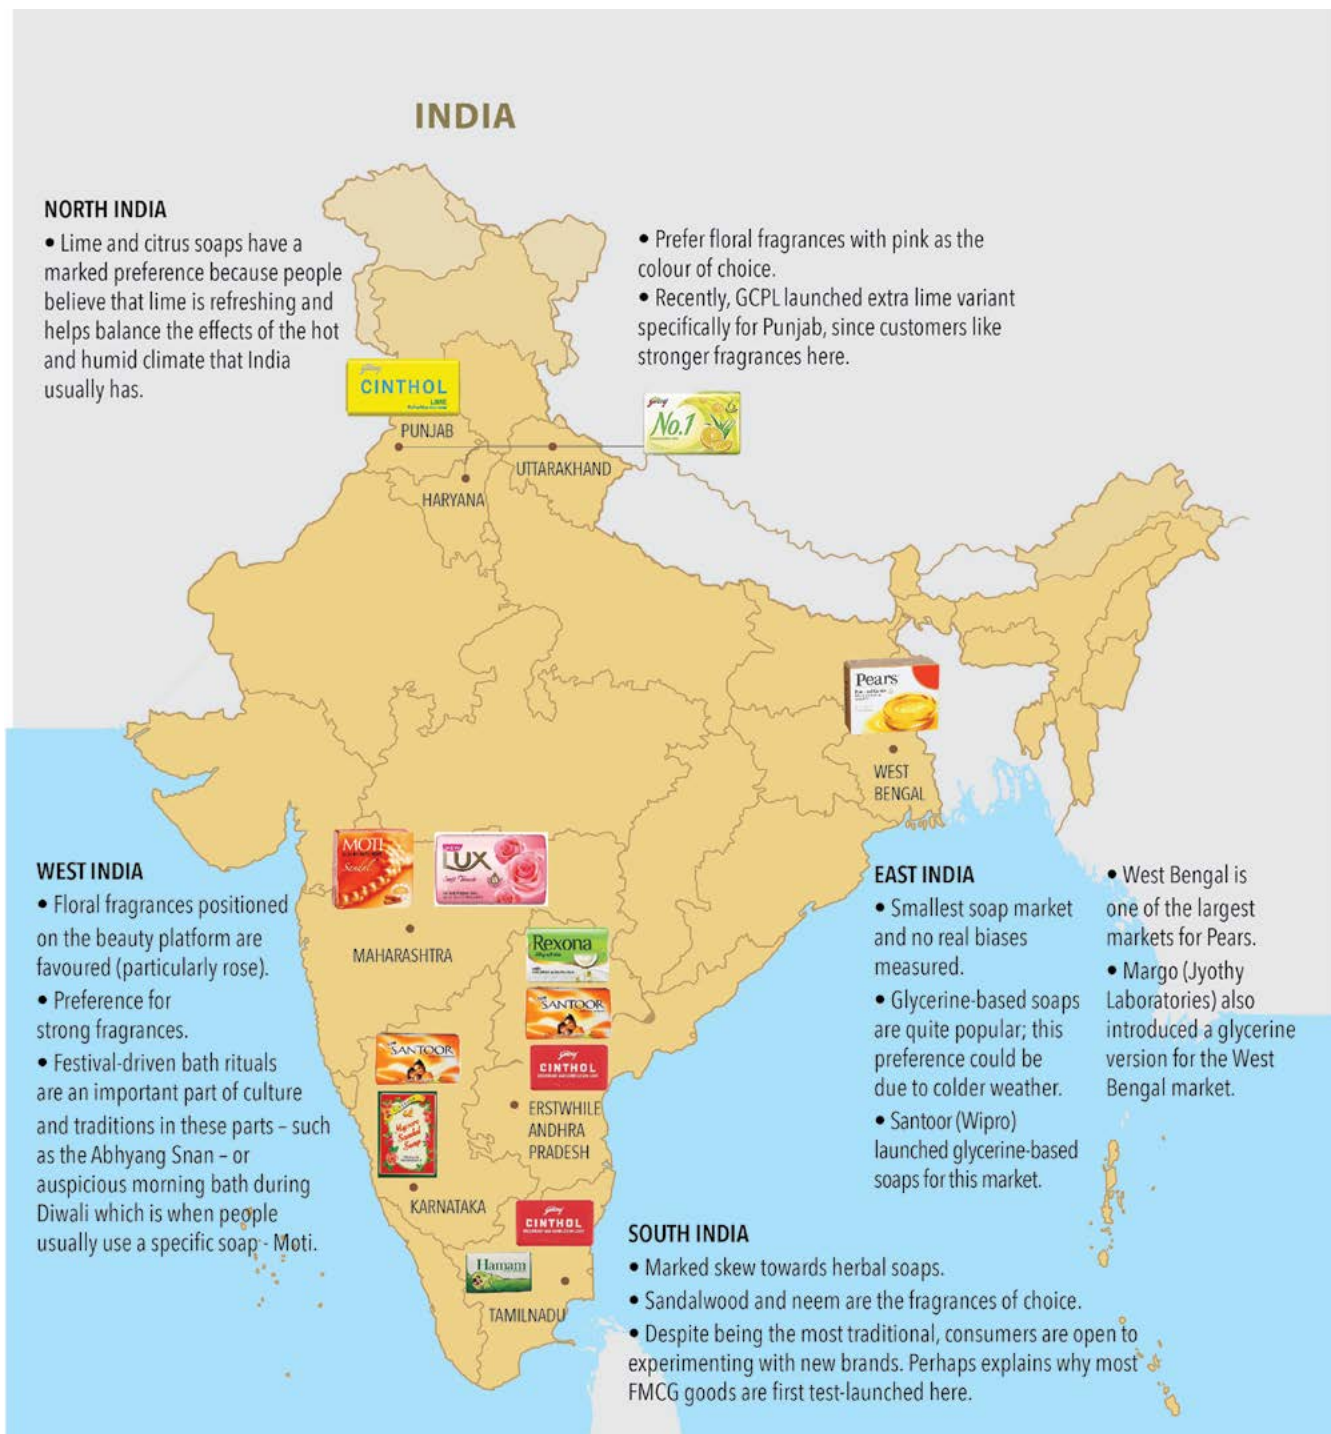 INDIA
NORTH INDIA
• Lime and citrus soaps have a
marked preference because people
believe that lime is refreshing and
helps balance the effects of the hot
and humid climate that India
usually has.
• Prefer floral fragrances with pink as the
colour of choice.
• Recently, GCPL launched extra lime variant
specifically for Punjab, since customers like
stronger fragrances here.
CINTHOL
LIME
PUNJAB
Godrej
No.1
UTTARAKHAND
HARYANA
Pears
WEST
BENGAL
MOTI
Sandal
LUX
Soft Touch
MAHARASHTRA
Rexona
SANTOOR
CINTHOL
ERSTWHILE
ANDHRA
PRADESH
SANTOOR
Mysore
Sandal
Soap
KARNATAKA
CINTHOL
Hamam
TAMILNADU
WEST INDIA
• Floral fragrances positioned
on the beauty platform are
favoured (particularly rose).
• Preference for
strong fragrances.
• Festival-driven bath rituals
are an important part of culture
and traditions in these parts – such
as the Abhyang Snan – or
auspicious morning bath during
Diwali which is when people
usually use a specific soap - Moti.
EAST INDIA
• Smallest soap market
and no real biases
measured.
• Glycerine-based soaps
are quite popular; this
preference could be
due to colder weather.
• Santoor (Wipro)
launched glycerine-based
soaps for this market.
• West Bengal is
one of the largest
markets for Pears.
• Margo (Jyothy
Laboratories) also
introduced a glycerine
version for the West
Bengal market.
SOUTH INDIA
• Marked skew towards herbal soaps.
• Sandalwood and neem are the fragrances of choice.
• Despite being the most traditional, consumers are open to
experimenting with new brands. Perhaps explains why most
FMCG goods are first test-launched here.